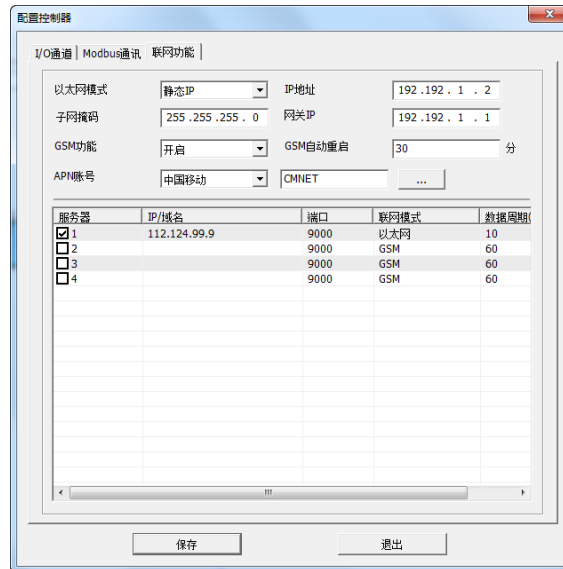 配置控制器
I/O通道 Modbus通讯 联网功能
以太网模式 静态IP IP地址 192 .192 . 1 . 2
子网掩码 255 .255 .255 . 0 网关IP 192 .192 . 1 . 1
GSM功能 开启 GSM自动重启 30 分
APN账号 中国移动 CMNET ...
服务器 IP/域名 端口 联网模式 数据周期(
1 112.124.99.9 9000 以太网 10
2 9000 GSM 60
3 9000 GSM 60
4 9000 GSM 60
保存 退出